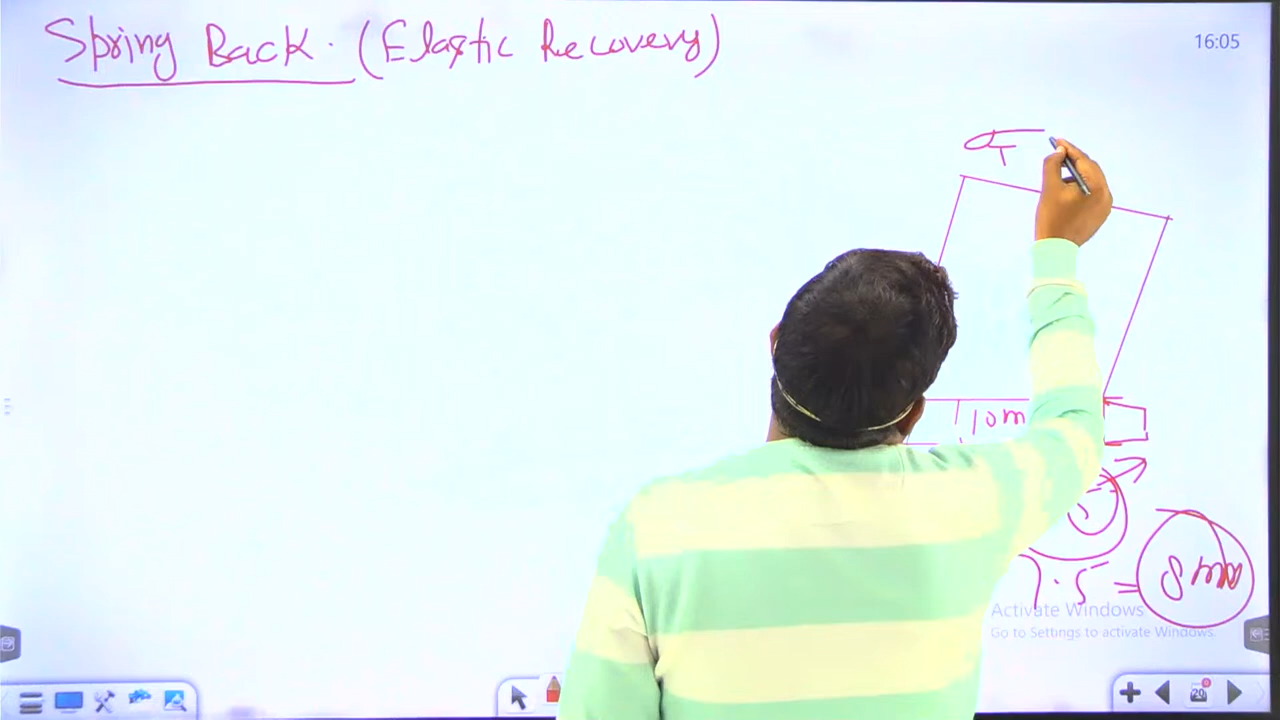 Spring Back. (Elastic Recovery)
16:05
σT
10m
7.5 = 8mm
Activate Windows
Go to Settings to activate Windows.
20